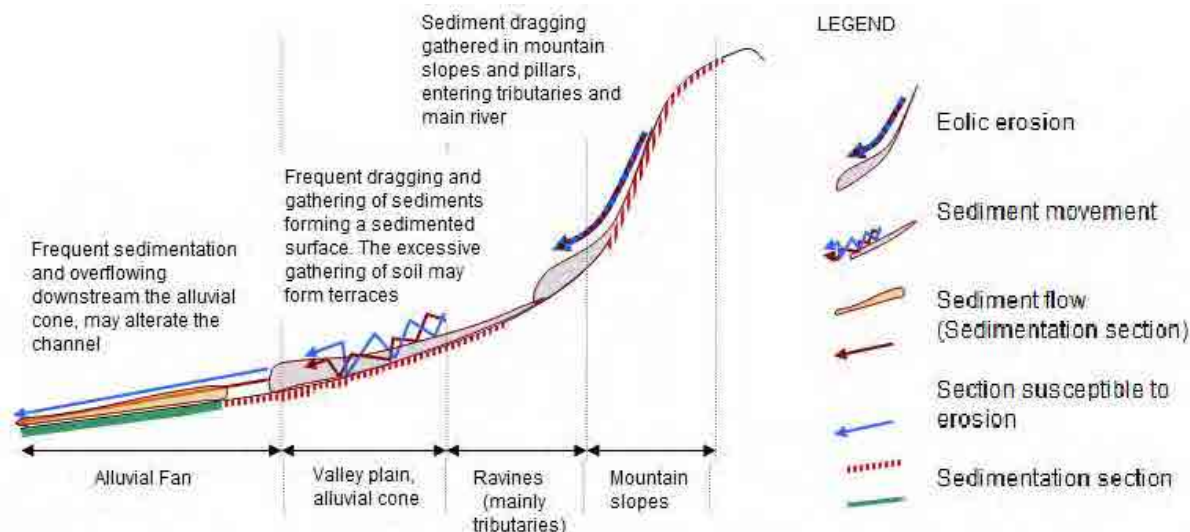 Sediment dragging
gathered in mountain
slopes and pillars,
entering tributaries and
main river
Frequent dragging and
gathering of sediments
forming a sedimented
surface. The excessive
gathering of soil may
form terraces
Frequent sedimentation
and overflowing
downstream the alluvial
cone, may alterate the
channel
Alluvial Fan
Valley plain,
alluvial cone
Ravines
(mainly
tributaries)
Mountain
slopes
LEGEND
Eolic erosion
Sediment movement
Sediment flow
(Sedimentation section)
Section susceptible to
erosion
Sedimentation section